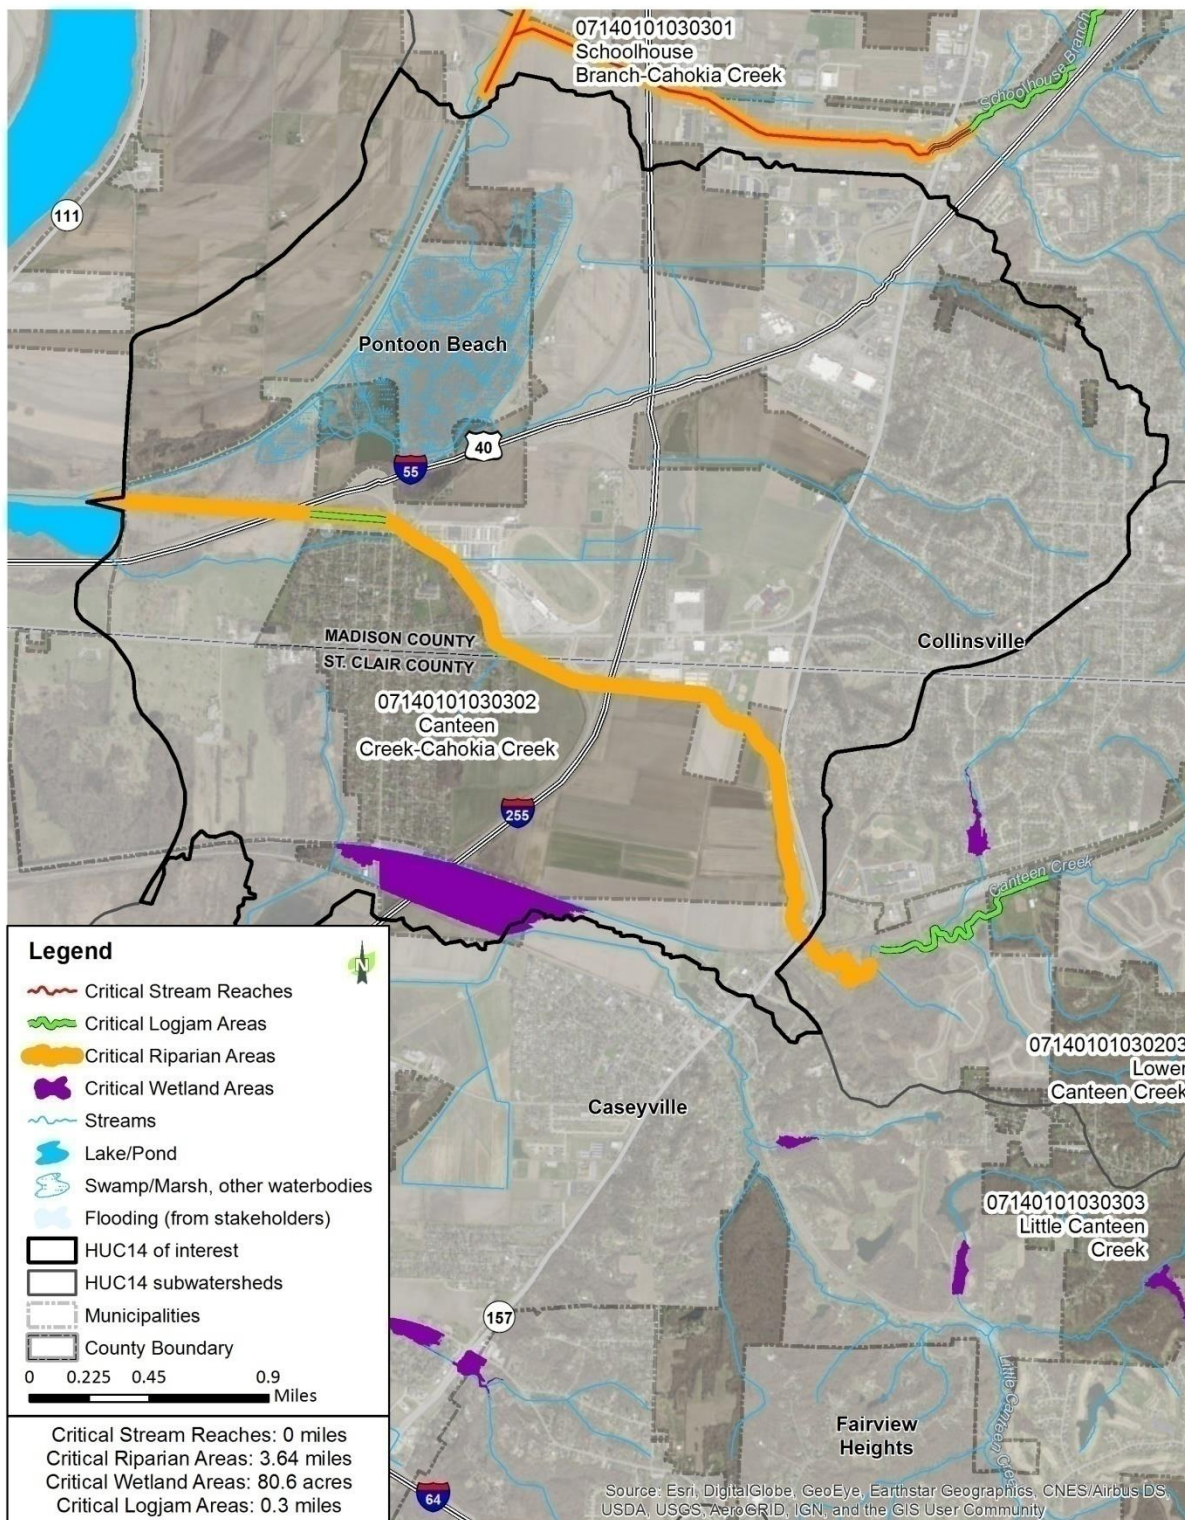 07140101030301
Schoolhouse
Branch-Cahokia Creek
Schoolhouse Branch
111
Pontoon Beach
40
55
MADISON COUNTY
ST. CLAIR COUNTY
Collinsville
07140101030302
Canteen
Creek-Cahokia Creek
255
Canteen Creek
07140101030203
Lower
Canteen Creek
Caseyville
07140101030303
Little Canteen
Creek
157
Little Canteen Creek
Fairview
Heights
64
Legend
N
Critical Stream Reaches
Critical Logjam Areas
Critical Riparian Areas
Critical Wetland Areas
Streams
Lake/Pond
Swamp/Marsh, other waterbodies
Flooding (from stakeholders)
HUC14 of interest
HUC14 subwatersheds
Municipalities
County Boundary
0 0.225 0.45 0.9
Miles
Critical Stream Reaches: 0 miles
Critical Riparian Areas: 3.64 miles
Critical Wetland Areas: 80.6 acres
Critical Logjam Areas: 0.3 miles
Source: Esri, DigitalGlobe, GeoEye, Earthstar Geographics, CNES/Airbus DS,
USDA, USGS, AeroGRID, IGN, and the GIS User Community